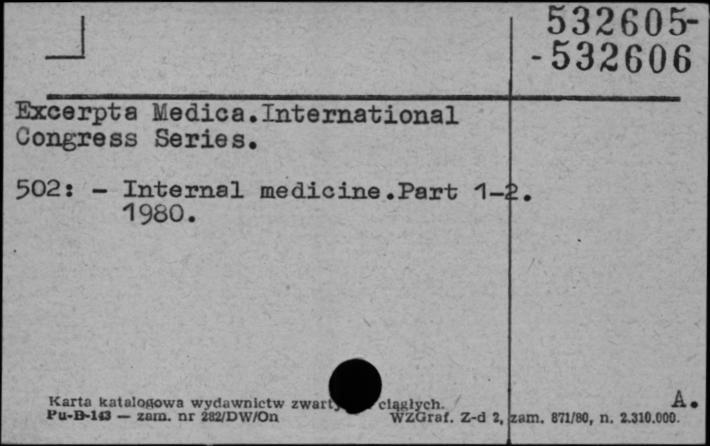 532605-
-532606
Excerpta Medica.International
Congress Series.
502: - Internal medicine.Part 1-2.
1980.
A.
Karta katalogowa wydawnictw ciągłych.
Pu-B-143 — zam. nr 282/DW/On WZGraf. Z-d 2, zam. 871/80, n. 2.310.000.